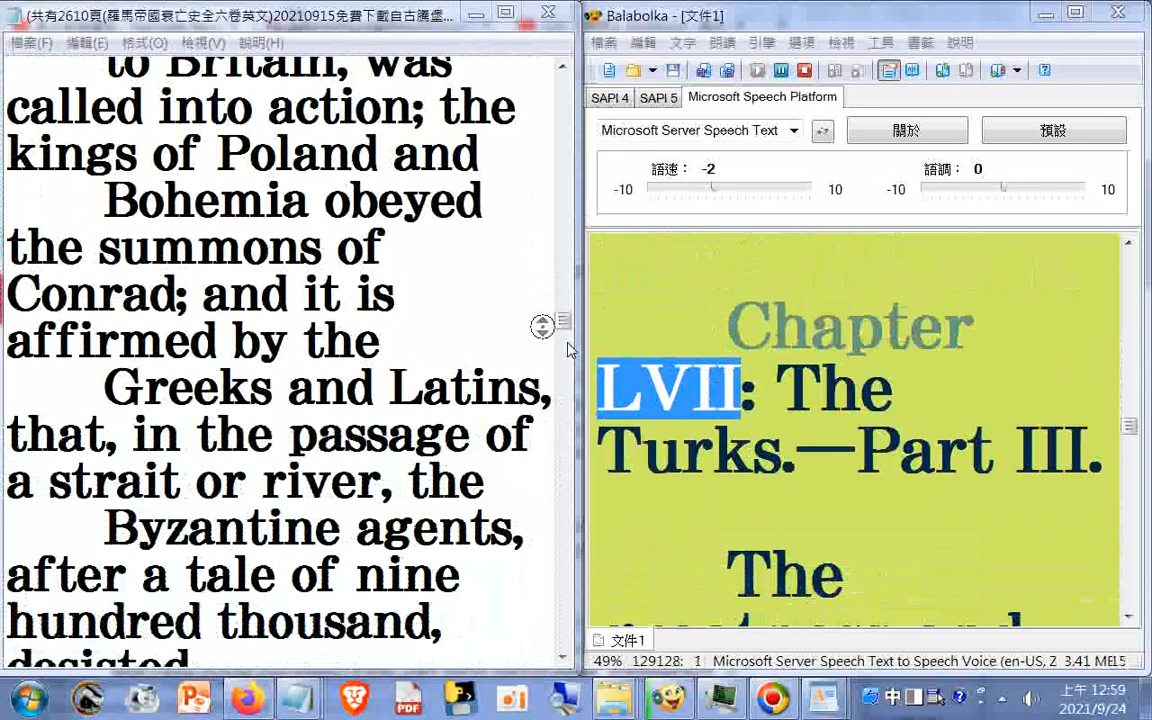 (共有2610頁(羅馬帝國衰亡史全六卷英文)20210915免費下載自古騰堡...
檔案(F) 編輯(E) 格式(O) 檢視(V) 說明(H)
to Britain, was
called into action; the
kings of Poland and
Bohemia obeyed
the summons of
Conrad; and it is
affirmed by the
Greeks and Latins,
that, in the passage of
a strait or river, the
Byzantine agents,
after a tale of nine
hundred thousand,
desisted
Balabolka - [文件1]
檔案 編輯 文字 朗讀 引擎 選項 檢視 工具 書籤 說明
SAPI 4 SAPI 5 Microsoft Speech Platform
Microsoft Server Speech Text 關於 預設
語速： -2 語調： 0
-10 10 -10 10
Chapter
LVII: The
Turks.—Part III.
The
文件1
49% 129128: 1 Microsoft Server Speech Text to Speech Voice (en-US, Z 3.41 ME15
PDF 中 上午 12:59
2021/9/24